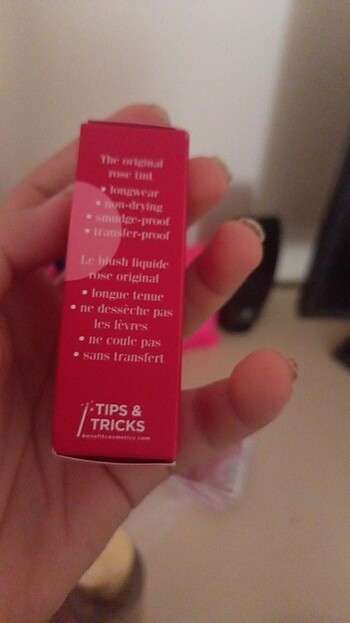 The original
rose tint
• longwear
• non-drying
• smudge-proof
• transfer-proof
Le blush liquide
rose original
• longue tenue
• ne dessèche pas
les lèvres
• ne coule pas
• sans transfert
TIPS &
TRICKS
benefitcosmetics.com